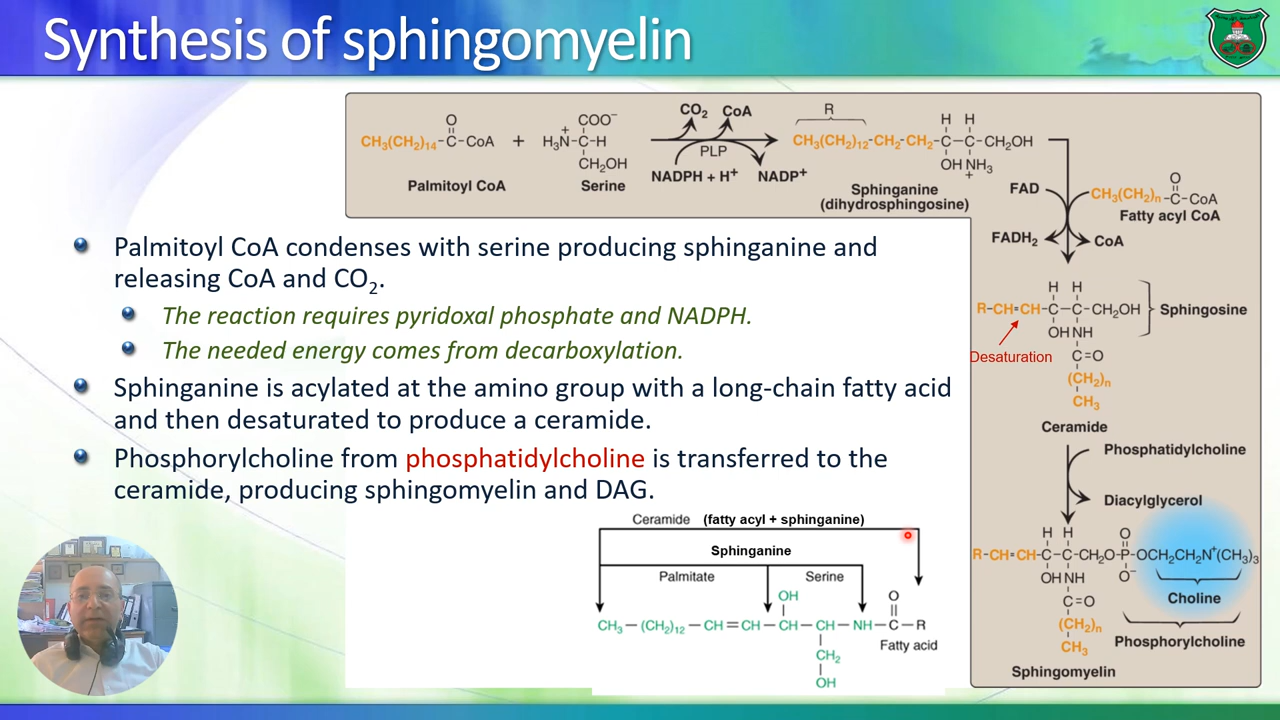 Synthesis of sphingomyelin
CO2 CoA
CH3(CH2)14-C-CoA
O
+
COO⁻
H3N-C-H
+
CH2OH
PLP
NADPH + H+ NADP+
Palmitoyl CoA
Serine
R
H H
CH3(CH2)12-CH2-CH2-C-C-CH2OH
OH NH3
+
Sphinganine
(dihydrosphingosine)
FAD
O
CH3(CH2)n-C-CoA
Fatty acyl CoA
FADH2
CoA
Palmitoyl CoA condenses with serine producing sphinganine and
releasing CoA and CO2.
The reaction requires pyridoxal phosphate and NADPH.
The needed energy comes from decarboxylation.
Sphinganine is acylated at the amino group with a long-chain fatty acid
and then desaturated to produce a ceramide.
Phosphorylcholine from phosphatidylcholine is transferred to the
ceramide, producing sphingomyelin and DAG.
H H
R-CH=CH-C-C-CH2OH
Sphingosine
OH NH
Desaturation
C=O
(CH2)n
CH3
Ceramide
Phosphatidylcholine
Diacylglycerol
H H O
R-CH=CH-C-C-CH2O-P-OCH2CH2N+(CH3)3
OH NH O⁻
Choline
C=O
(CH2)n
CH3
Phosphorylcholine
Sphingomyelin
Ceramide (fatty acyl + sphinganine)
Sphinganine
Palmitate Serine
OH O
CH3—(CH2)12—CH=CH—CH—CH—NH—C—R
CH2
Fatty acid
OH